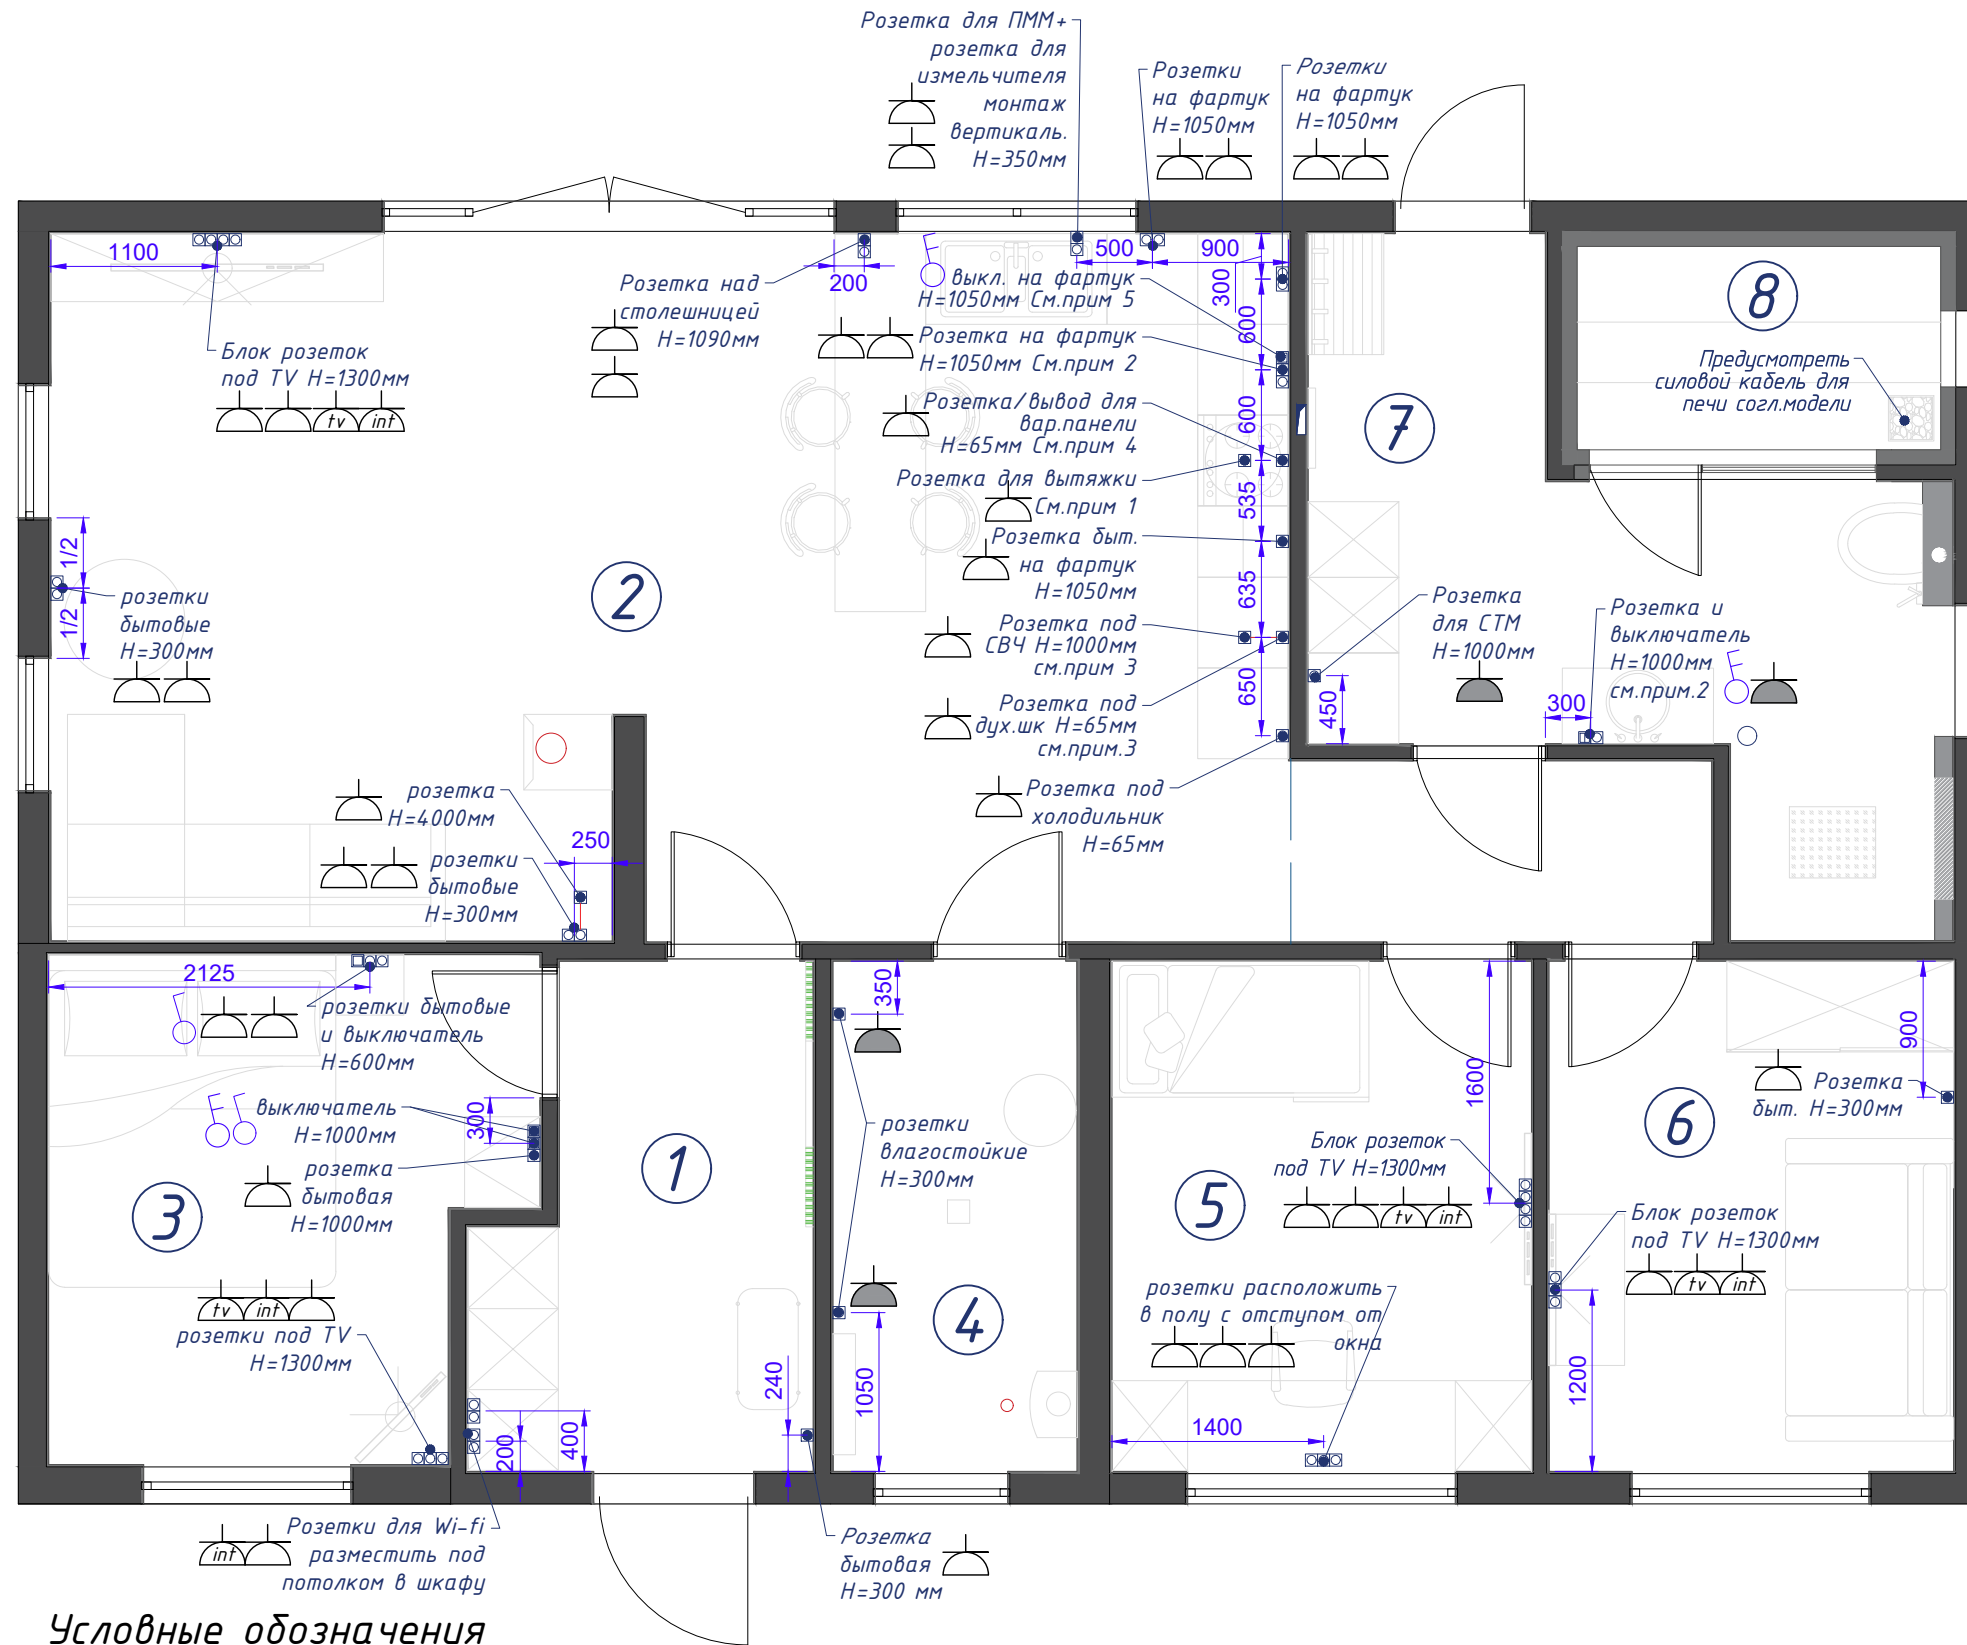 Розетка для ПММ+
розетка для
измельчителя
монтаж
вертикаль.
H=350мм
Розетки
на фартук
H=1050мм
Розетки
на фартук
H=1050мм
1100
Блок розеток
под TV H=1300мм
tv
int
Розетка над
столешницей
H=1090мм
200
500
900
300
600
600
535
635
650
выкл. на фартук
H=1050мм См.прим 5
Розетка на фартук
H=1050мм См.прим 2
Розетка/вывод для
вар.панели
H=65мм См.прим 4
Розетка для вытяжки
См.прим 1
Розетка быт.
на фартук
H=1050мм
Розетка под
СВЧ H=1000мм
см.прим 3
Розетка под
дух.шк H=65мм
см.прим.3
Розетка под
холодильник
H=65мм
8
Предусмотреть
силовой кабель для
печи согл.модели
7
Розетка
для СТМ
H=1000мм
450
Розетка и
выключатель
H=1000мм
см.прим.2
300
2
1/2
1/2
розетки
бытовые
H=300мм
розетка
H=4000мм
250
розетки
бытовые
H=300мм
2125
розетки бытовые
и выключатель
H=600мм
выключатель
H=1000мм
300
розетка
бытовая
H=1000мм
3
tv
int
розетки под TV
H=1300мм
1
200
400
240
Розетки для Wi-fi
разместить под
потолком в шкафу
int
Розетка
бытовая
H=300 мм
350
розетки
влагостойкие
H=300мм
4
1050
1600
5
Блок розеток
под TV H=1300мм
tv
int
розетки расположить
в полу с отступом от
окна
1400
900
Розетка
быт. H=300мм
6
Блок розеток
под TV H=1300мм
tv
int
1200
Условные обозначения